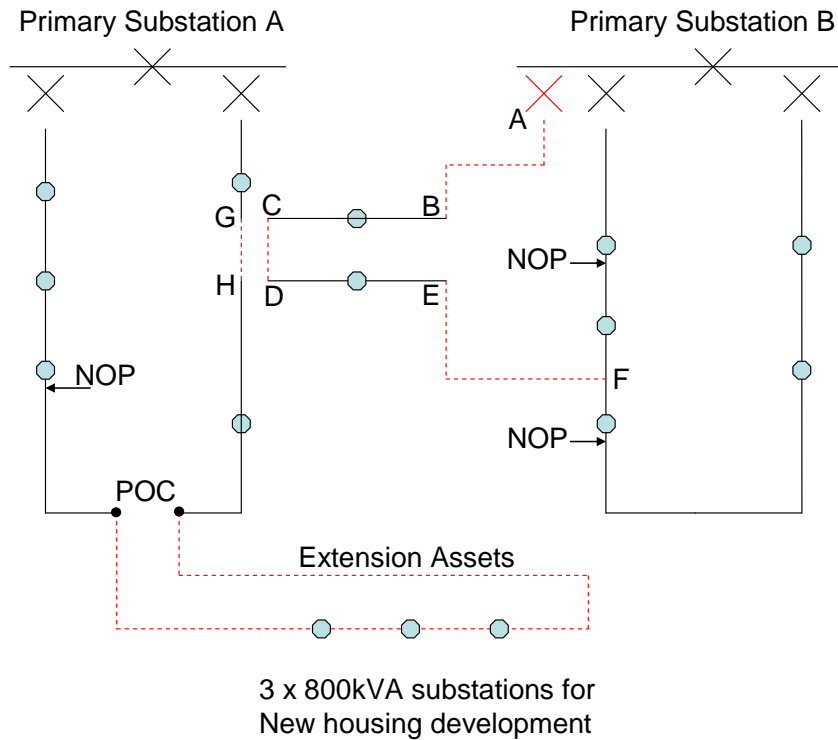 Primary Substation A
Primary Substation B
A
G
C
B
NOP
H
D
E
NOP
F
NOP
POC
Extension Assets
3 x 800kVA substations for
New housing development